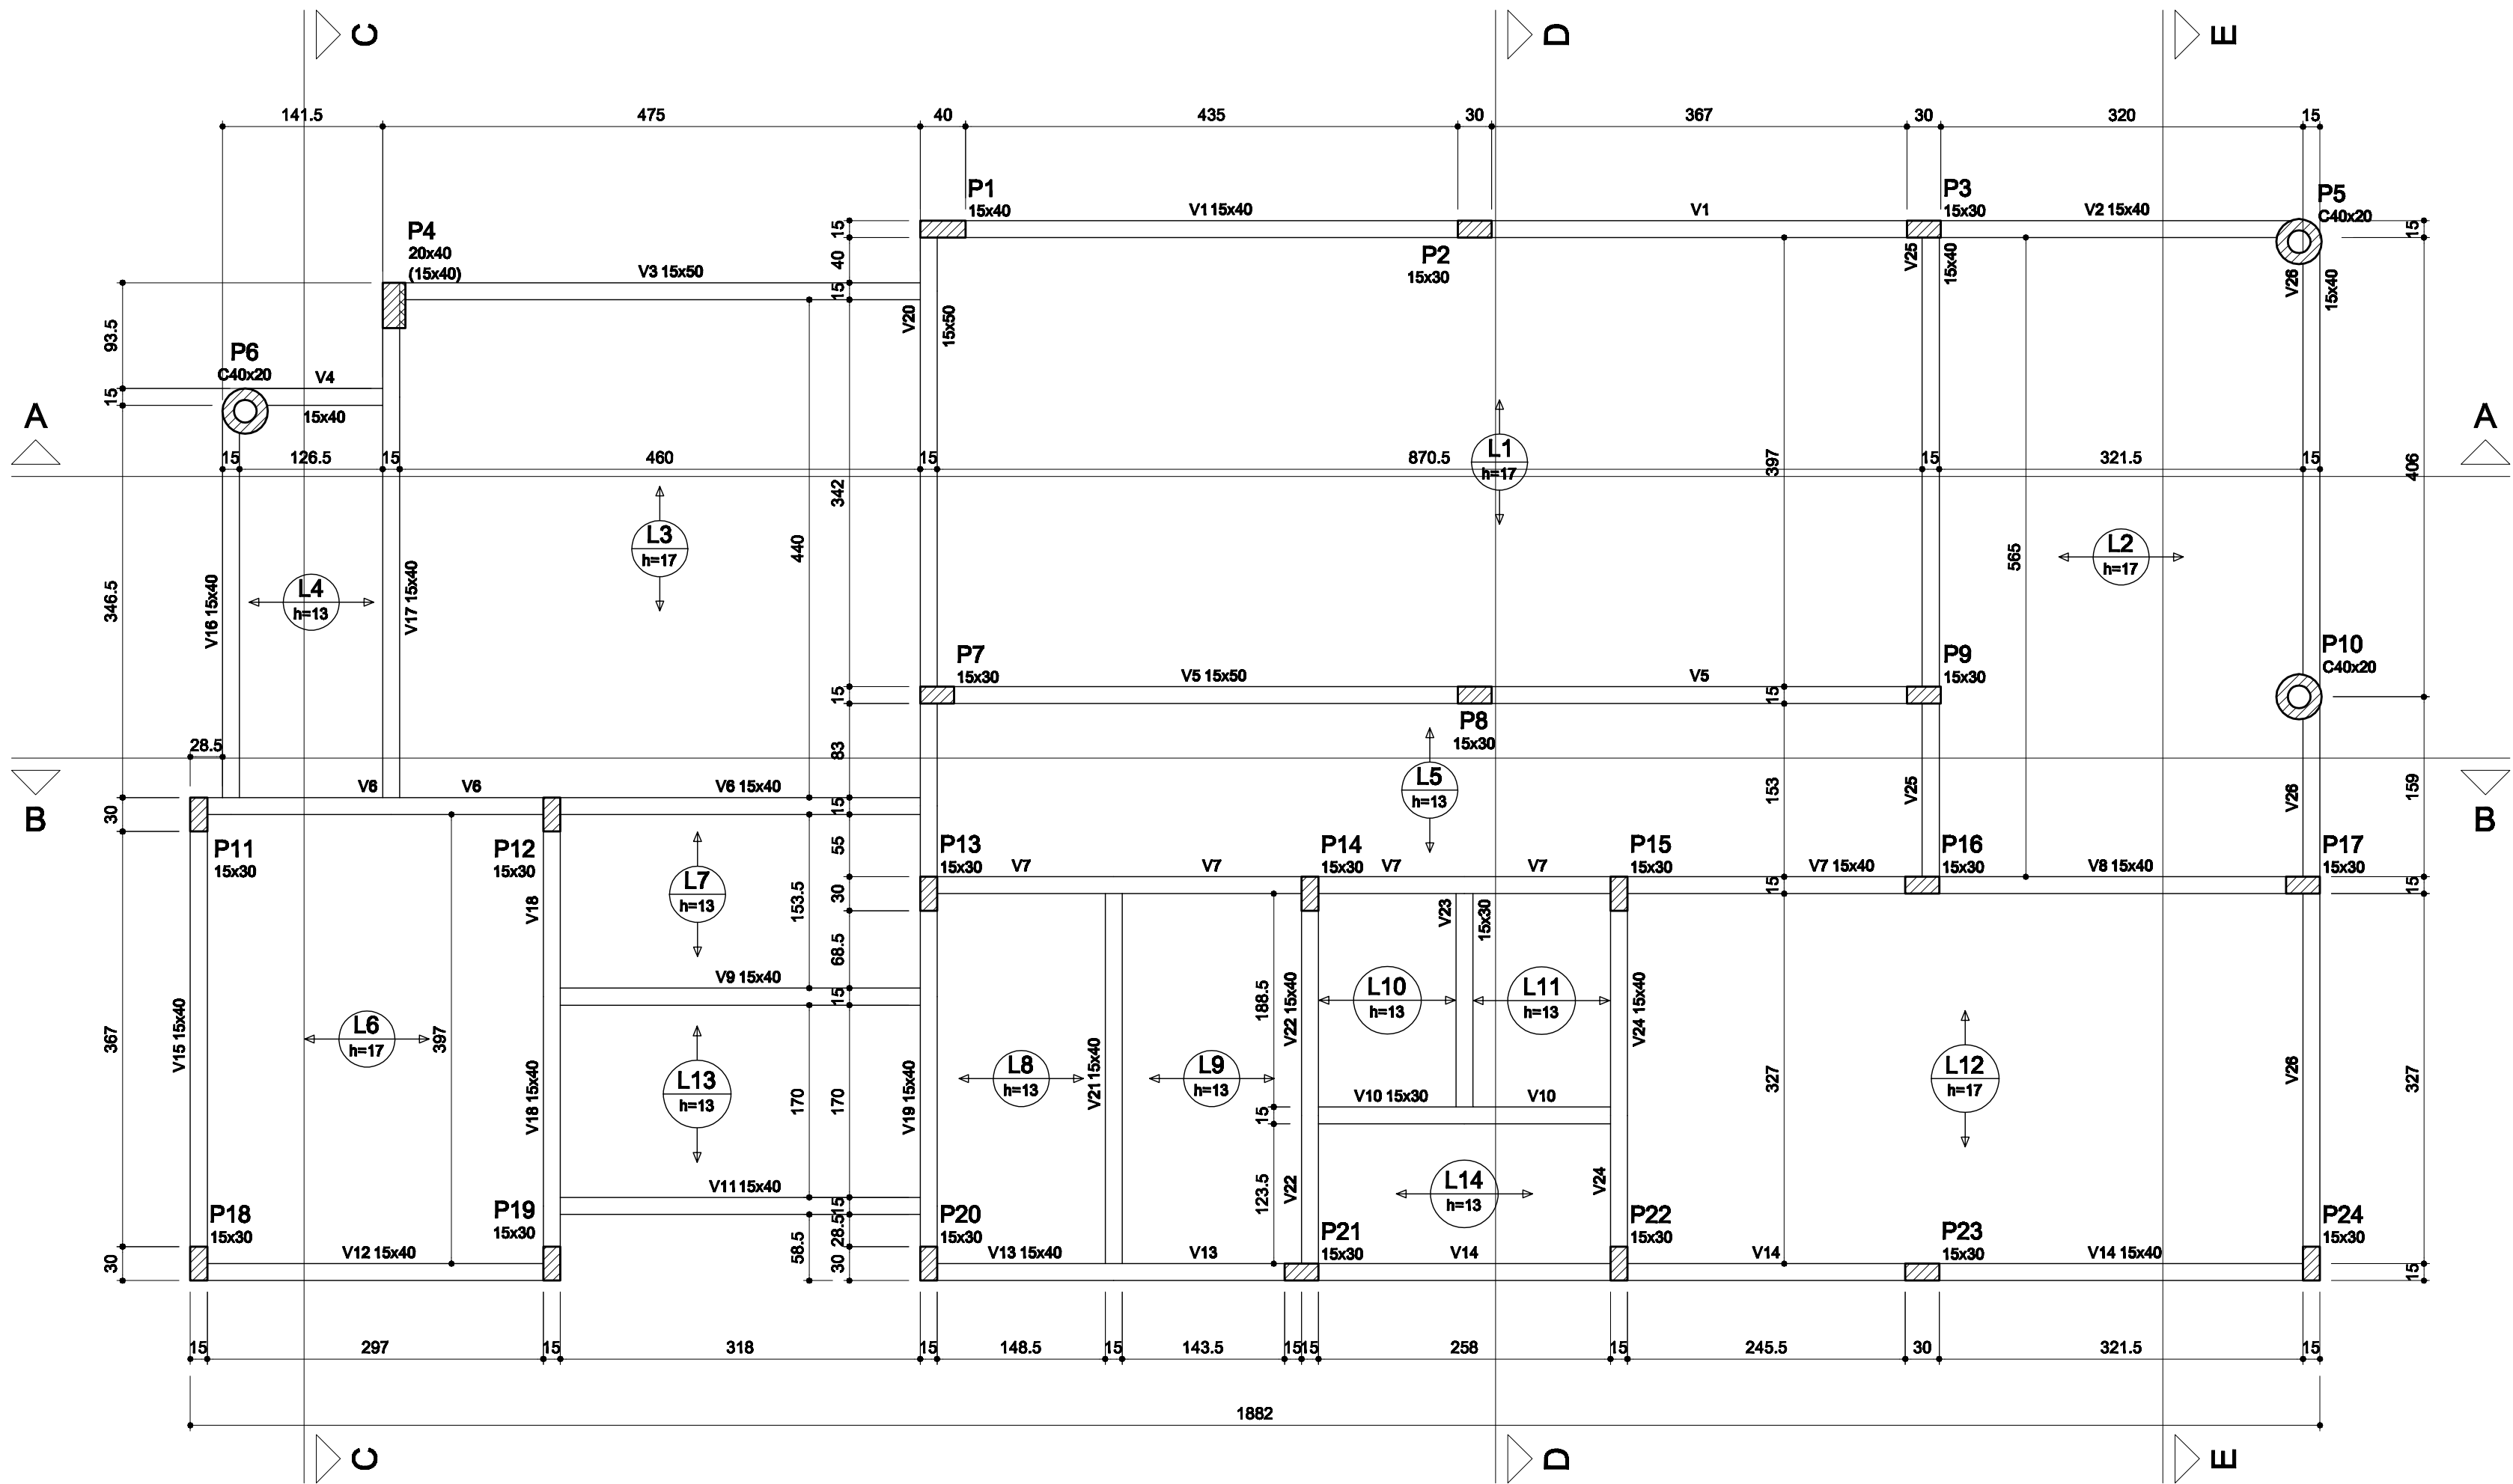 C D E
141.5 475 40 435 30 367 30 320 15
P1
15x40
V1 15x40
V1
P3
15x30
V2 15x40
P5
C40x20
15
15
P4
20x40
(15x40)
V3 15x50
40
P2
15x30
V25
15x40
V26
15x40
15
V20
15x50
93.5
P6
C40x20
V4
15x40
15
A A
15 126.5 15 460 15 870.5 15 321.5 15
L1
h=17
397
406
342
L3
h=17
440
565
L2
h=17
L4
h=13
346.5
V16 15x40
V17 15x40
P7
15x30
V5 15x50
V5
P9
15x30
P10
C40x20
15
15
P8
15x30
28.5
83
L5
h=13
153
V25
V26
159
V6 V6 V6 15x40
B B
30
15
P11
15x30
P12
15x30
55
P13
15x30
V7 V7
P14
15x30
V7 V7
P15
15x30
V7 15x40
P16
15x30
V8 15x40
P17
15x30
L7
h=13
V18
153.5
30
15
15
V23
15x30
68.5
V9 15x40
15
188.5
V22 15x40
L10
h=13
L11
h=13
V24 15x40
367
V15 15x40
L6
h=17
397
V18 15x40
L13
h=13
170
170
V19 15x40
L8
h=13
V21 15x40
L9
h=13
327
L12
h=17
V26
327
V10 15x30
V10
15
V11 15x40
15
123.5
V22
L14
h=13
V24
P18
15x30
P19
15x30
28.5
P20
15x30
P21
15x30
P22
15x30
P23
15x30
P24
15x30
30
V12 15x40
58.5
30
V13 15x40
V13
V14
V14
V14 15x40
15
15 297 15 318 15 148.5 15 143.5 15 15 258 15 245.5 30 321.5 15
1882
C D E